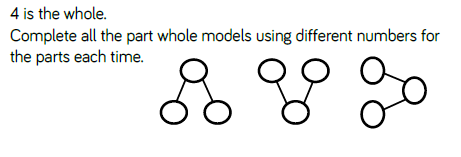 4 is the whole.
Complete all the part whole models using different numbers for
the parts each time.